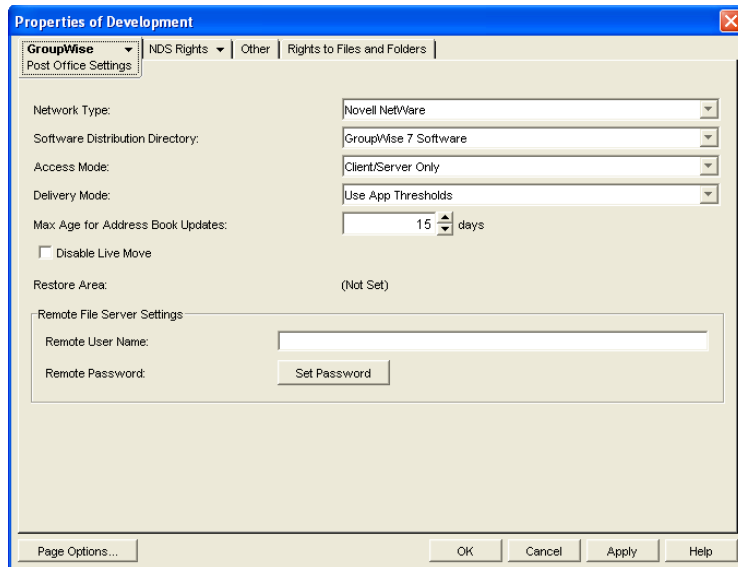 Properties of Development
GroupWise NDS Rights Other Rights to Files and Folders
Post Office Settings
Network Type: Novell NetWare
Software Distribution Directory: GroupWise 7 Software
Access Mode: Client/Server Only
Delivery Mode: Use App Thresholds
Max Age for Address Book Updates: 15 days
Disable Live Move
Restore Area: (Not Set)
Remote File Server Settings
Remote User Name:
Remote Password: Set Password
Page Options... OK Cancel Apply Help